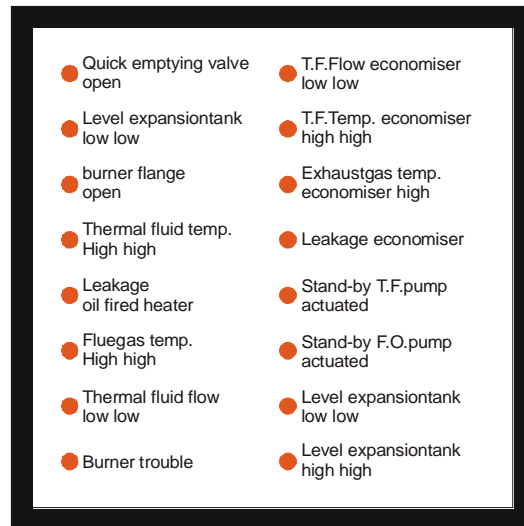 Quick emptying valve
open
Level expansiontank
low low
burner flange
open
Thermal fluid temp.
High high
Leakage
oil fired heater
Fluegas temp.
High high
Thermal fluid flow
low low
Burner trouble
T.F.Flow economiser
low low
T.F.Temp. economiser
high high
Exhaustgas temp.
economiser high
Leakage economiser
Stand-by T.F.pump
actuated
Stand-by F.O.pump
actuated
Level expansiontank
low low
Level expansiontank
high high